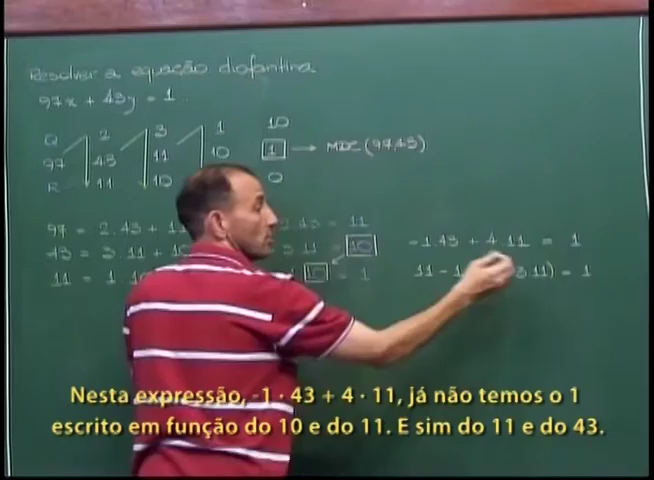 Resolver a equação diofantina
97x + 43y = 1
Q 2 3 1 10
97 43 11 10 1 → MDC (97,43)
R 11 10 0
97 = 2.43 + 11
43 = 3.11 +
11 = 1.
= 11
10
10 = 1
-1.43 + 4.11 = 1
11 - 1 3.11) = 1
Nesta expressão, -1 · 43 + 4 · 11, já não temos o 1
escrito em função do 10 e do 11. E sim do 11 e do 43.